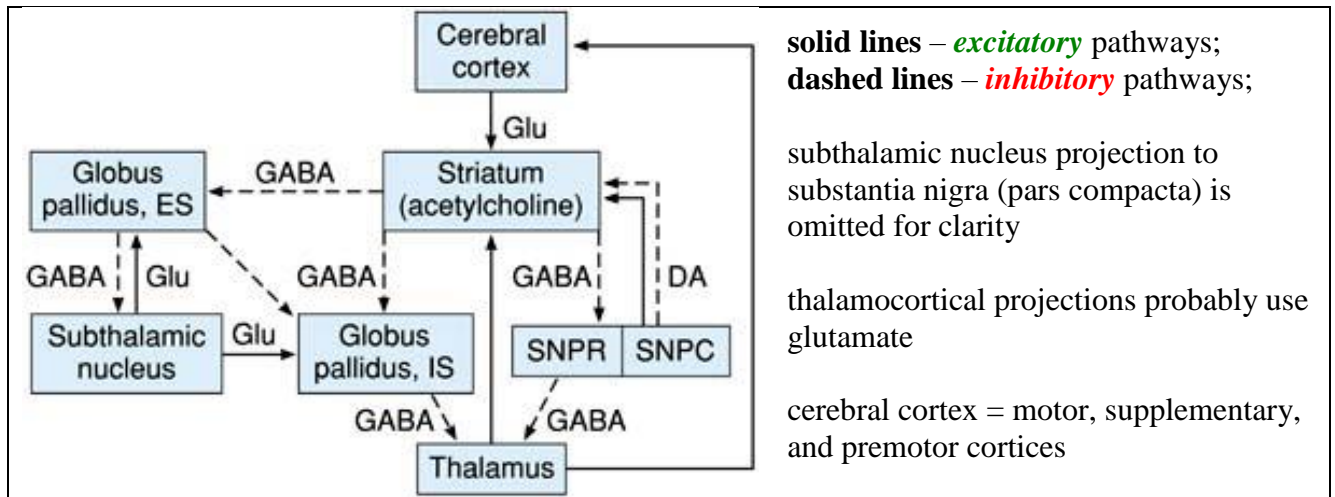 Cerebral
cortex
Glu
Globus
pallidus, ES
GABA
Striatum
(acetylcholine)
GABA
Glu
GABA
GABA
DA
Subthalamic
nucleus
Glu
Globus
pallidus, IS
SNPR
SNPC
GABA
GABA
Thalamus
solid lines – excitatory pathways;
dashed lines – inhibitory pathways;
subthalamic nucleus projection to
substantia nigra (pars compacta) is
omitted for clarity
thalamocortical projections probably use
glutamate
cerebral cortex = motor, supplementary,
and premotor cortices